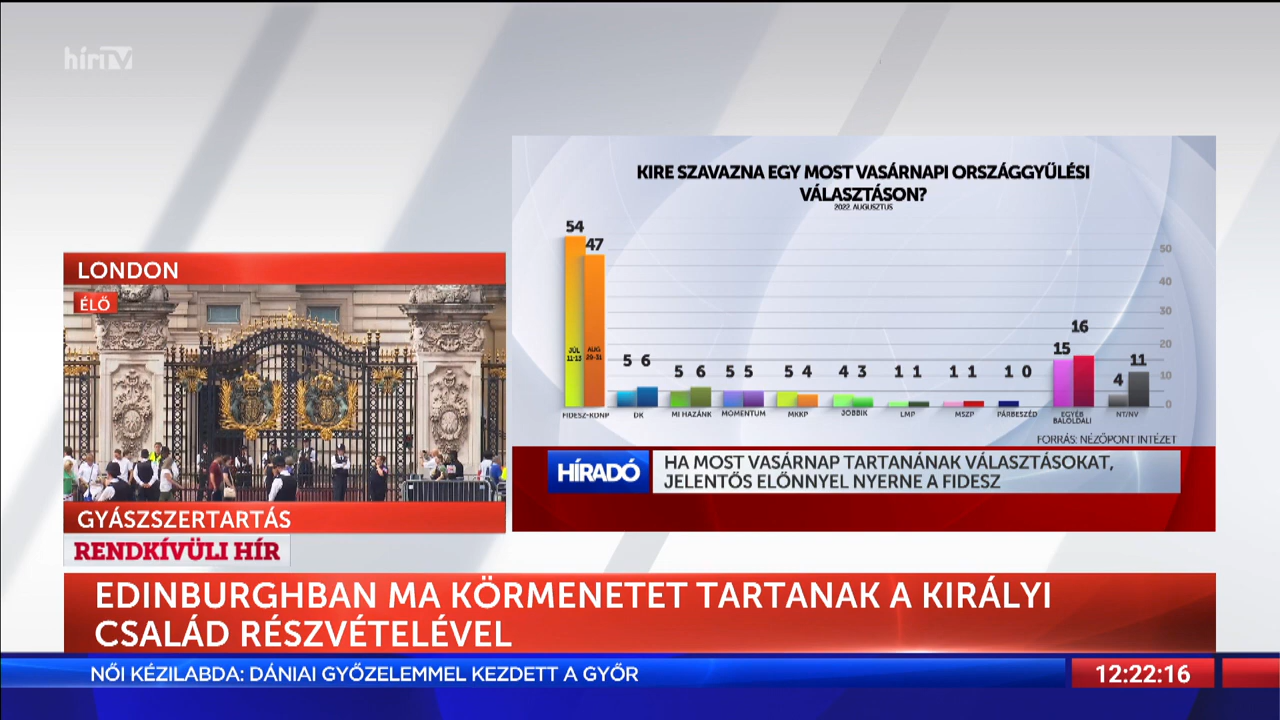 hírTV
KIRE SZAVAZNA EGY MOST VASÁRNAPI ORSZÁGGYŰLÉSI
VÁLASZTÁSON?
2022. AUGUSZTUS
54
47
5 6
5 6
5 5
5 4
4 3
1 1
1 1
1 0
15 16
4 11
50
40
30
20
10
0
JÚL 11-13
AUG 29-31
FIDESZ-KDNP
DK
MI HAZÁNK
MOMENTUM
MKKP
JOBBIK
LMP
MSZP
PÁRBESZÉD
EGYÉB
BALOLDALI
NT/NV
FORRÁS: NÉZŐPONT INTÉZET
HÍRADÓ
HA MOST VASÁRNAP TARTANÁNAK VÁLASZTÁSOKAT,
JELENTŐS ELŐNNYEL NYERNE A FIDESZ
LONDON
ÉLŐ
GYÁSZSZERTARTÁS
RENDKÍVÜLI HÍR
EDINBURGHBAN MA KÖRMENETET TARTANAK A KIRÁLYI
CSALÁD RÉSZVÉTELÉVEL
NŐI KÉZILABDA: DÁNIAI GYŐZELEMMEL KEZDETT A GYŐR
12:22:16